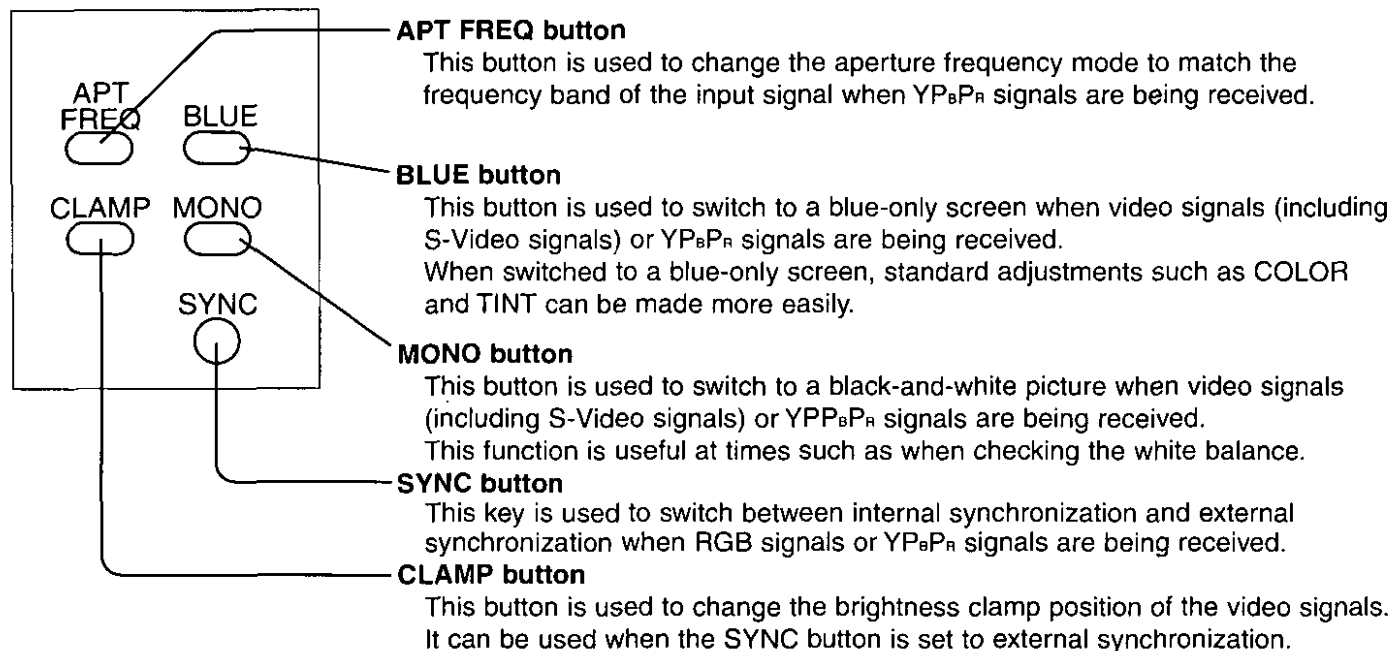 APT FREQ button
This button is used to change the aperture frequency mode to match the
frequency band of the input signal when YPBPR signals are being received.
APT
FREQ
BLUE
BLUE button
This button is used to switch to a blue-only screen when video signals (including
S-Video signals) or YPBPR signals are being received.
When switched to a blue-only screen, standard adjustments such as COLOR
and TINT can be made more easily.
CLAMP MONO
SYNC
MONO button
This button is used to switch to a black-and-white picture when video signals
(including S-Video signals) or YPPBPR signals are being received.
This function is useful at times such as when checking the white balance.
SYNC button
This key is used to switch between internal synchronization and external
synchronization when RGB signals or YPBPR signals are being received.
CLAMP button
This button is used to change the brightness clamp position of the video signals.
It can be used when the SYNC button is set to external synchronization.